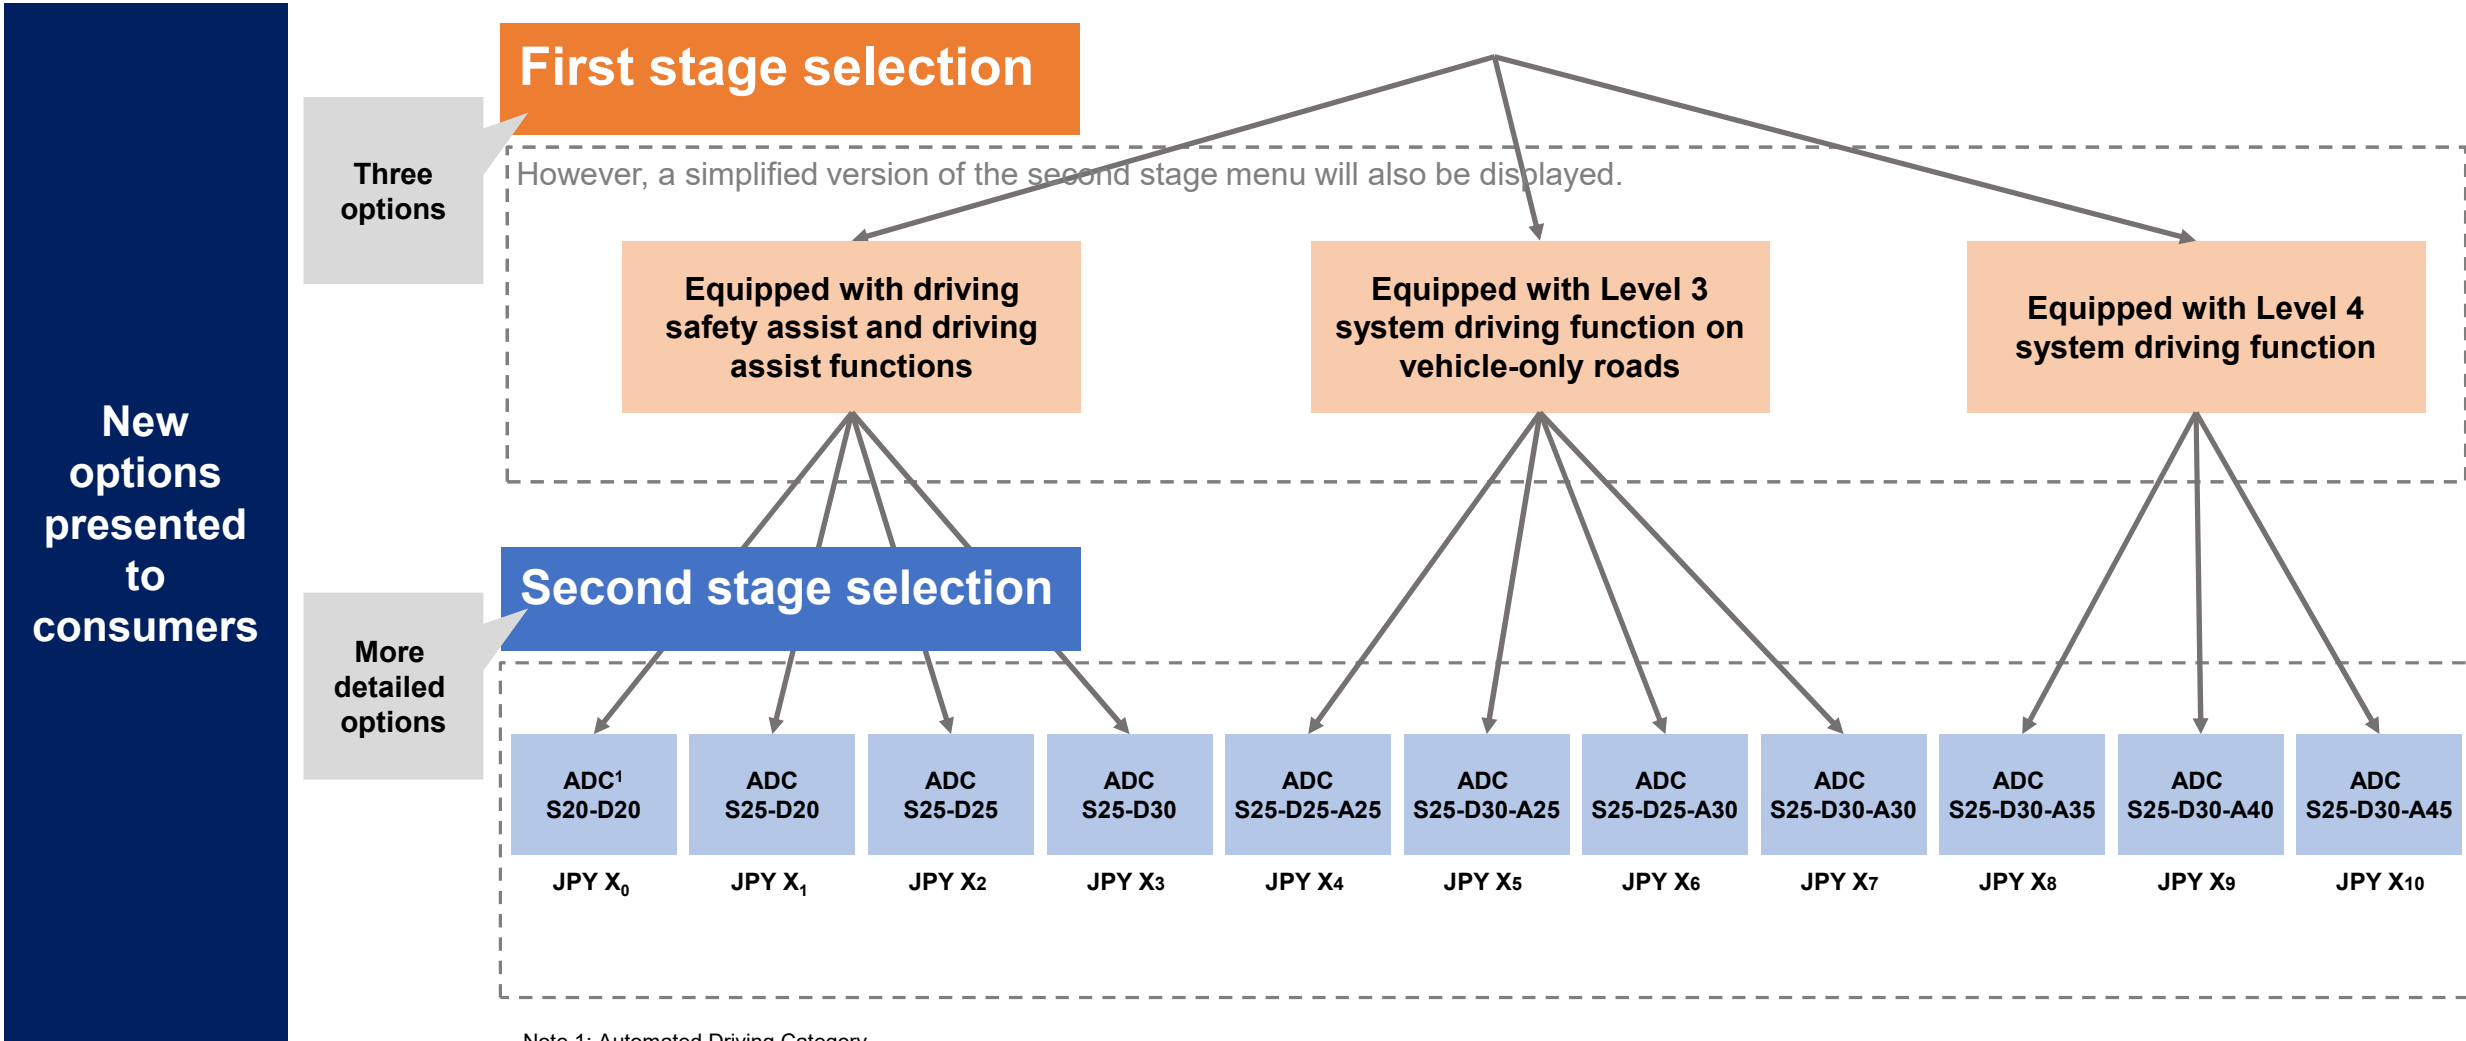 New
options
presented
to
consumers
First stage selection
Three
options
However, a simplified version of the second stage menu will also be displayed.
Equipped with driving
safety assist and driving
assist functions
Equipped with Level 3
system driving function on
vehicle-only roads
Equipped with Level 4
system driving function
Second stage selection
More
detailed
options
ADC¹
S20-D20
JPY X₀
ADC
S25-D20
JPY X₁
ADC
S25-D25
JPY X2
ADC
S25-D30
JPY X3
ADC
S25-D25-A25
JPY X4
ADC
S25-D30-A25
JPY X5
ADC
S25-D25-A30
JPY X6
ADC
S25-D30-A30
JPY X7
ADC
S25-D30-A35
JPY X8
ADC
S25-D30-A40
JPY X9
ADC
S25-D30-A45
JPY X10
Note 1: Automated Driving Category